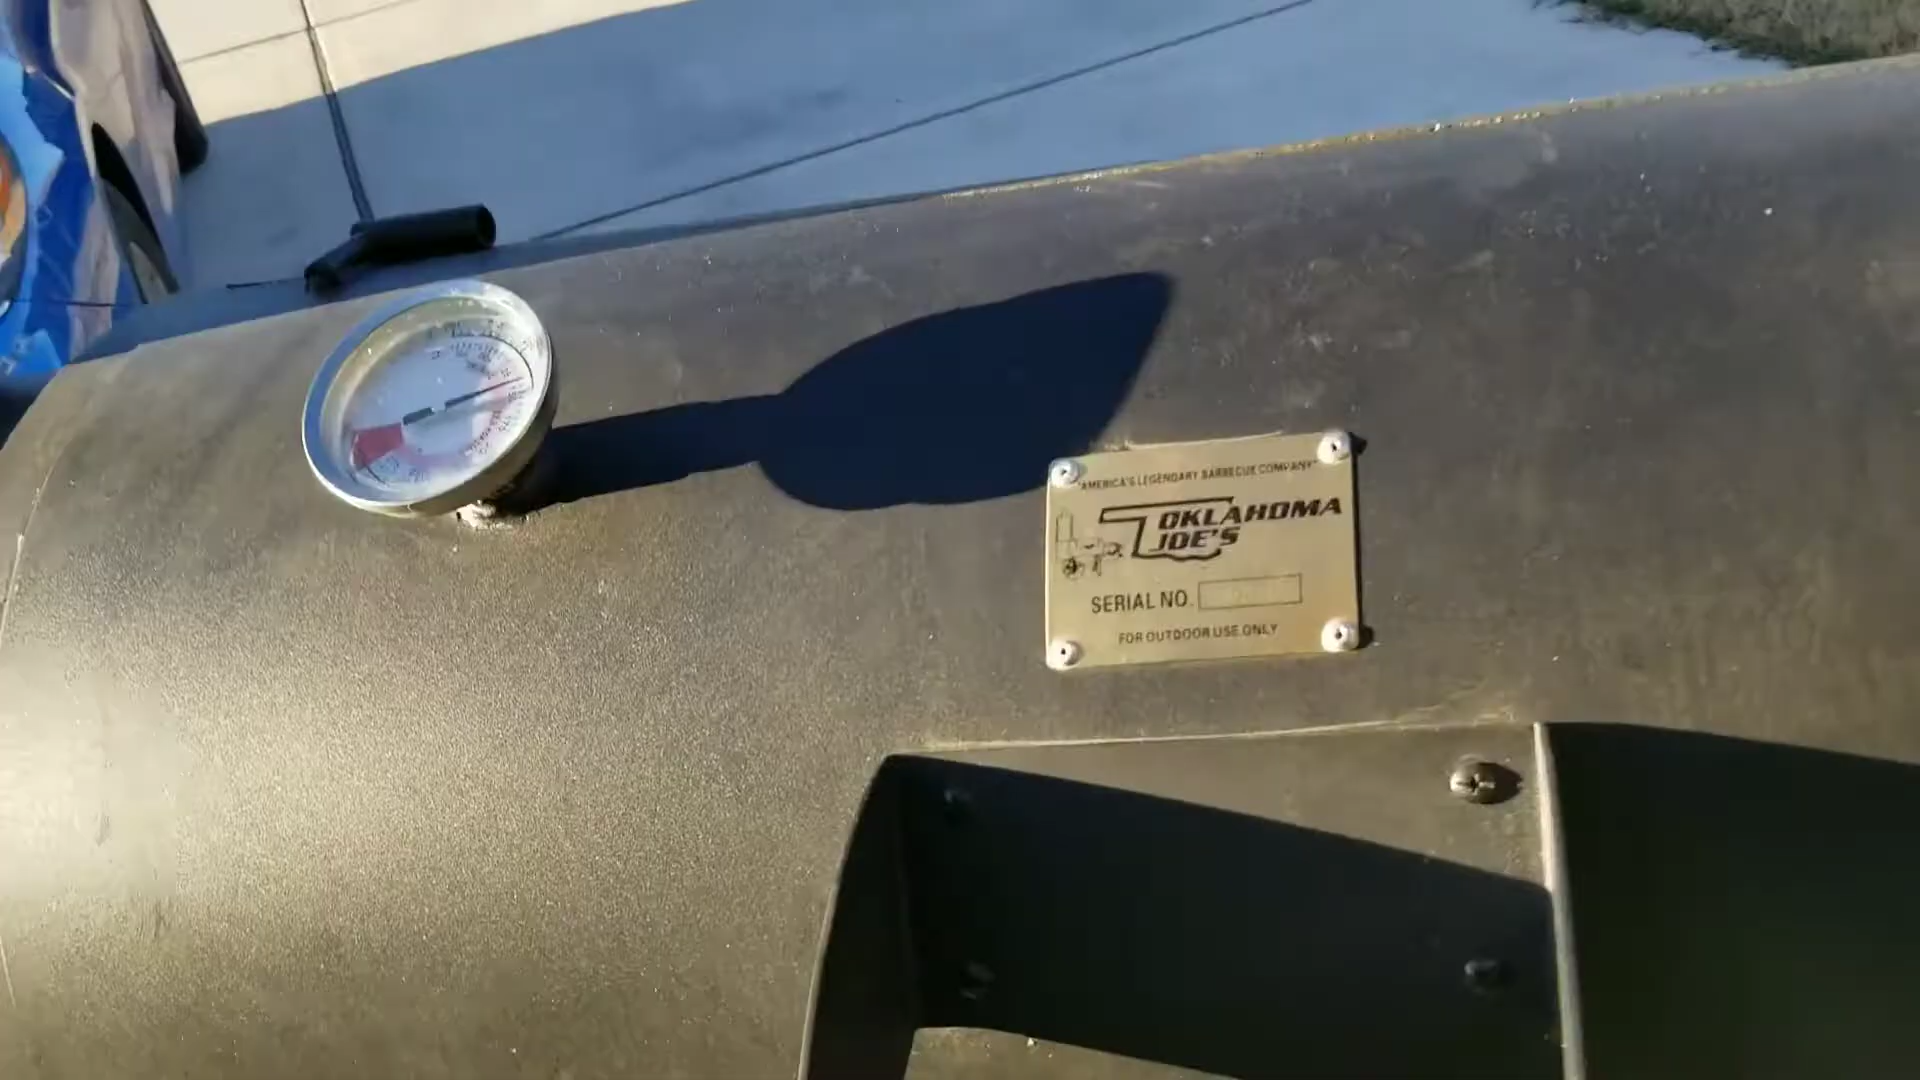 "AMERICA'S LEGENDARY BARBECUE COMPANY"
OKLAHOMA
JOE'S
SERIAL NO.
FOR OUTDOOR USE ONLY